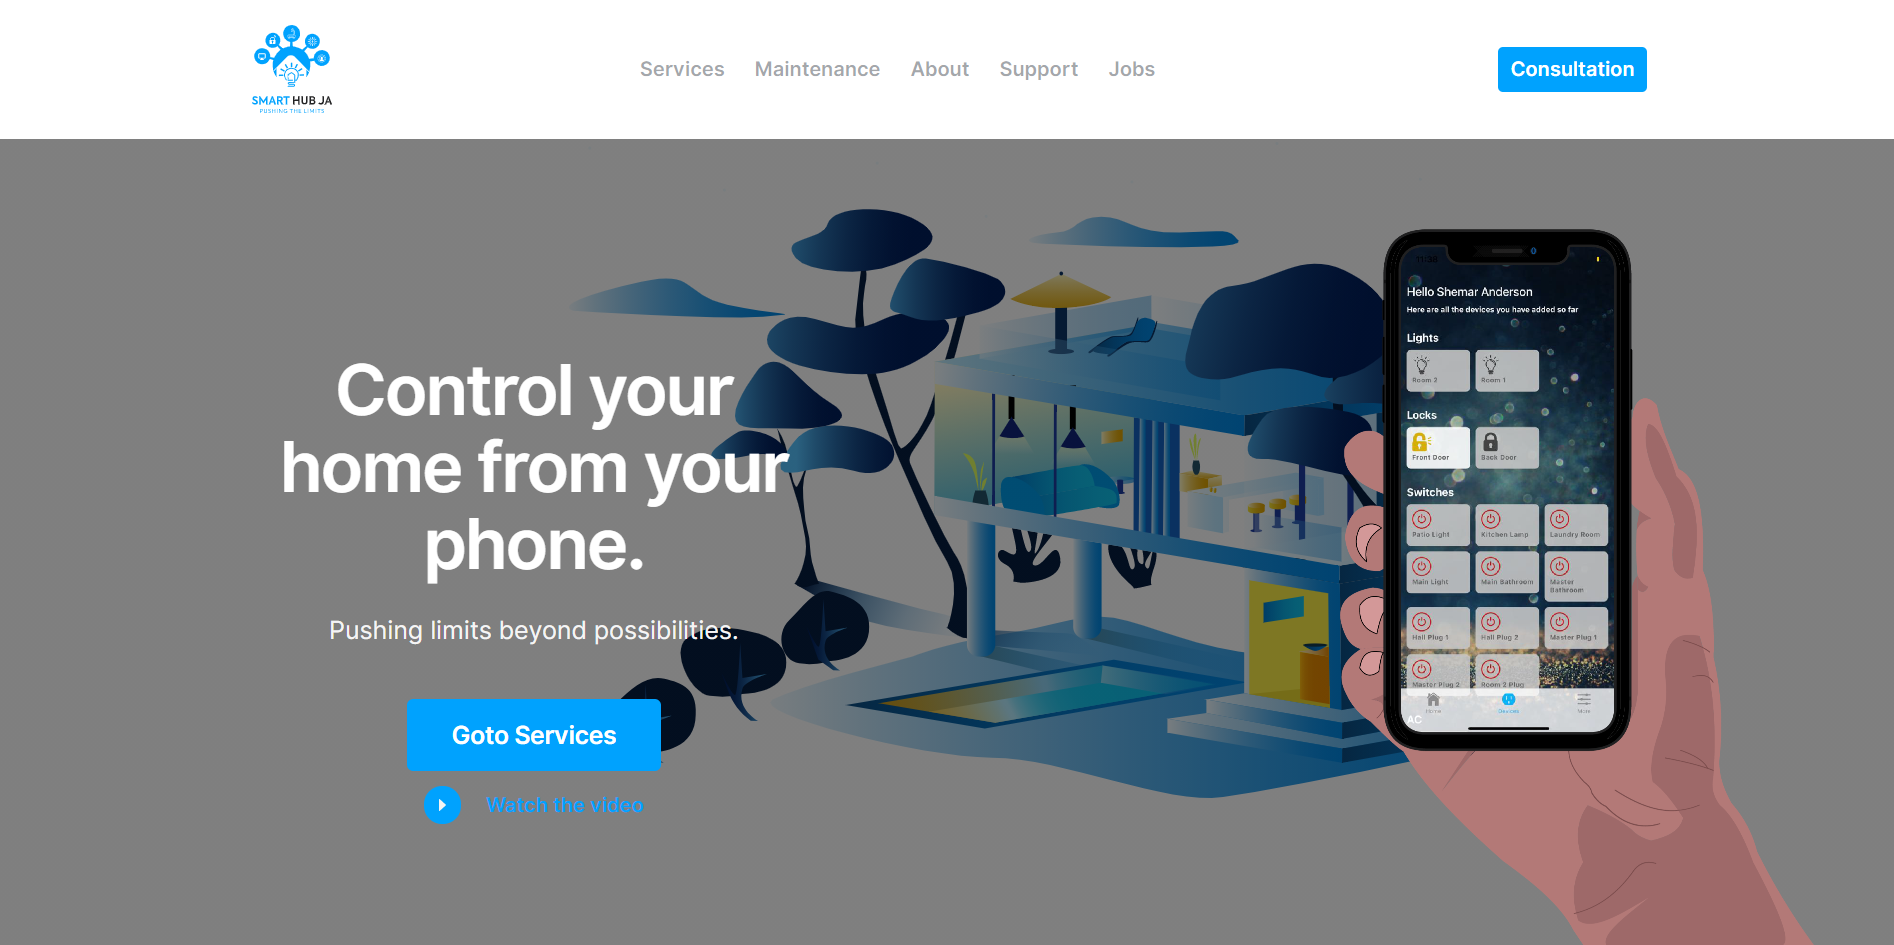 SMART HUB JA
PUSHING THE LIMITS
Services
Maintenance
About
Support
Jobs
Consultation
Control your
home from your
phone.
Pushing limits beyond possibilities.
Goto Services
Watch the video
11:36
Hello Shemar Anderson
Here are all the devices you have added so far
Lights
Room 2
Room 1
Locks
Front Door
Back Door
Switches
Patio Light
Kitchen Lamp
Laundry Room
Main Light
Main Bathroom
Master
Bathroom
Hall Plug 1
Hall Plug 2
Master Plug 1
Master Plug 2
Room 2 Plug
Home
Devices
More
AC